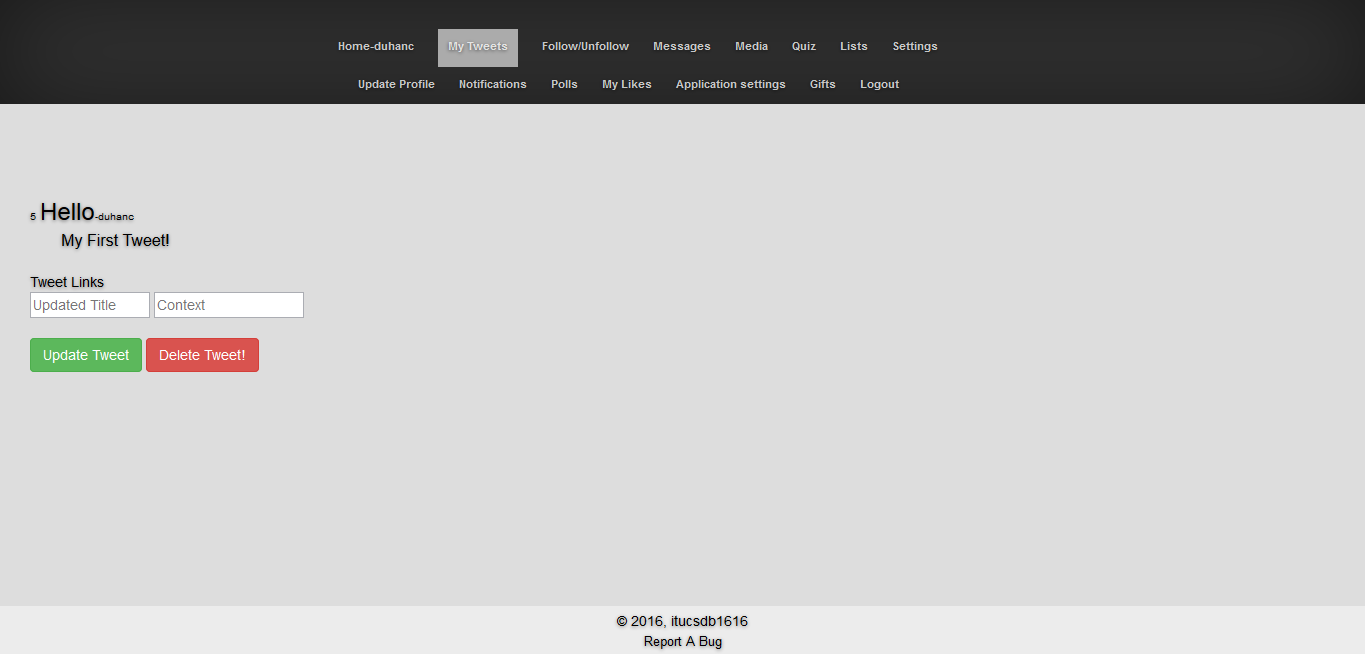 Home-duhanc My Tweets Follow/Unfollow Messages Media Quiz Lists Settings
Update Profile Notifications Polls My Likes Application settings Gifts Logout
5 Hello-duhanc
My First Tweet!
Tweet Links
Updated Title Context
Update Tweet Delete Tweet!
© 2016, itucsdb1616
Report A Bug